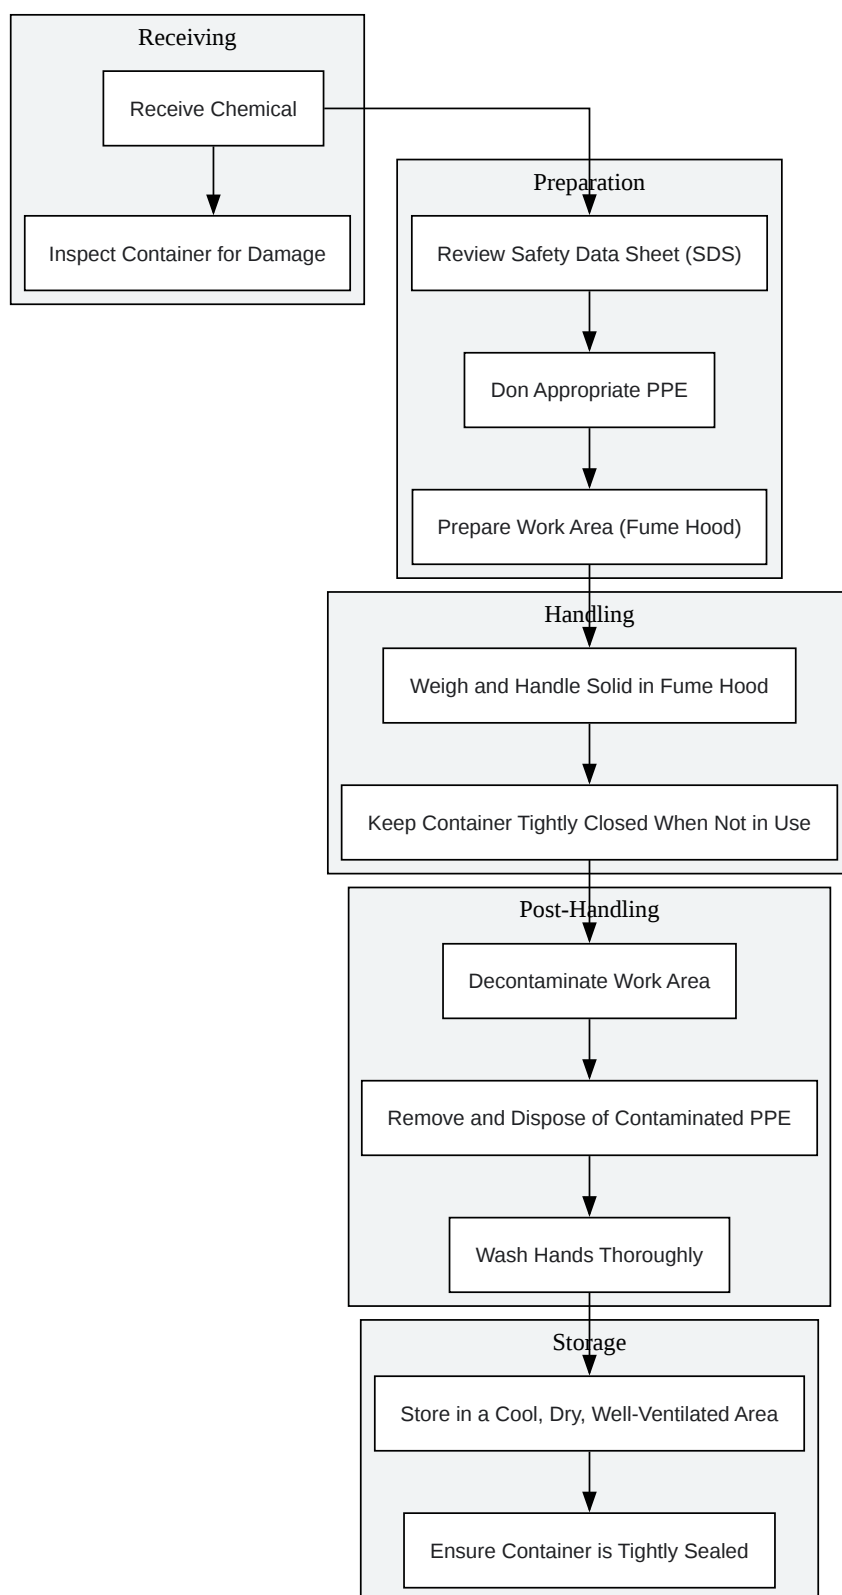 Receiving
Receive Chemical
Inspect Container for Damage
Preparation
Review Safety Data Sheet (SDS)
Don Appropriate PPE
Prepare Work Area (Fume Hood)
Handling
Weigh and Handle Solid in Fume Hood
Keep Container Tightly Closed When Not in Use
Post-Handling
Decontaminate Work Area
Remove and Dispose of Contaminated PPE
Wash Hands Thoroughly
Storage
Store in a Cool, Dry, Well-Ventilated Area
Ensure Container is Tightly Sealed